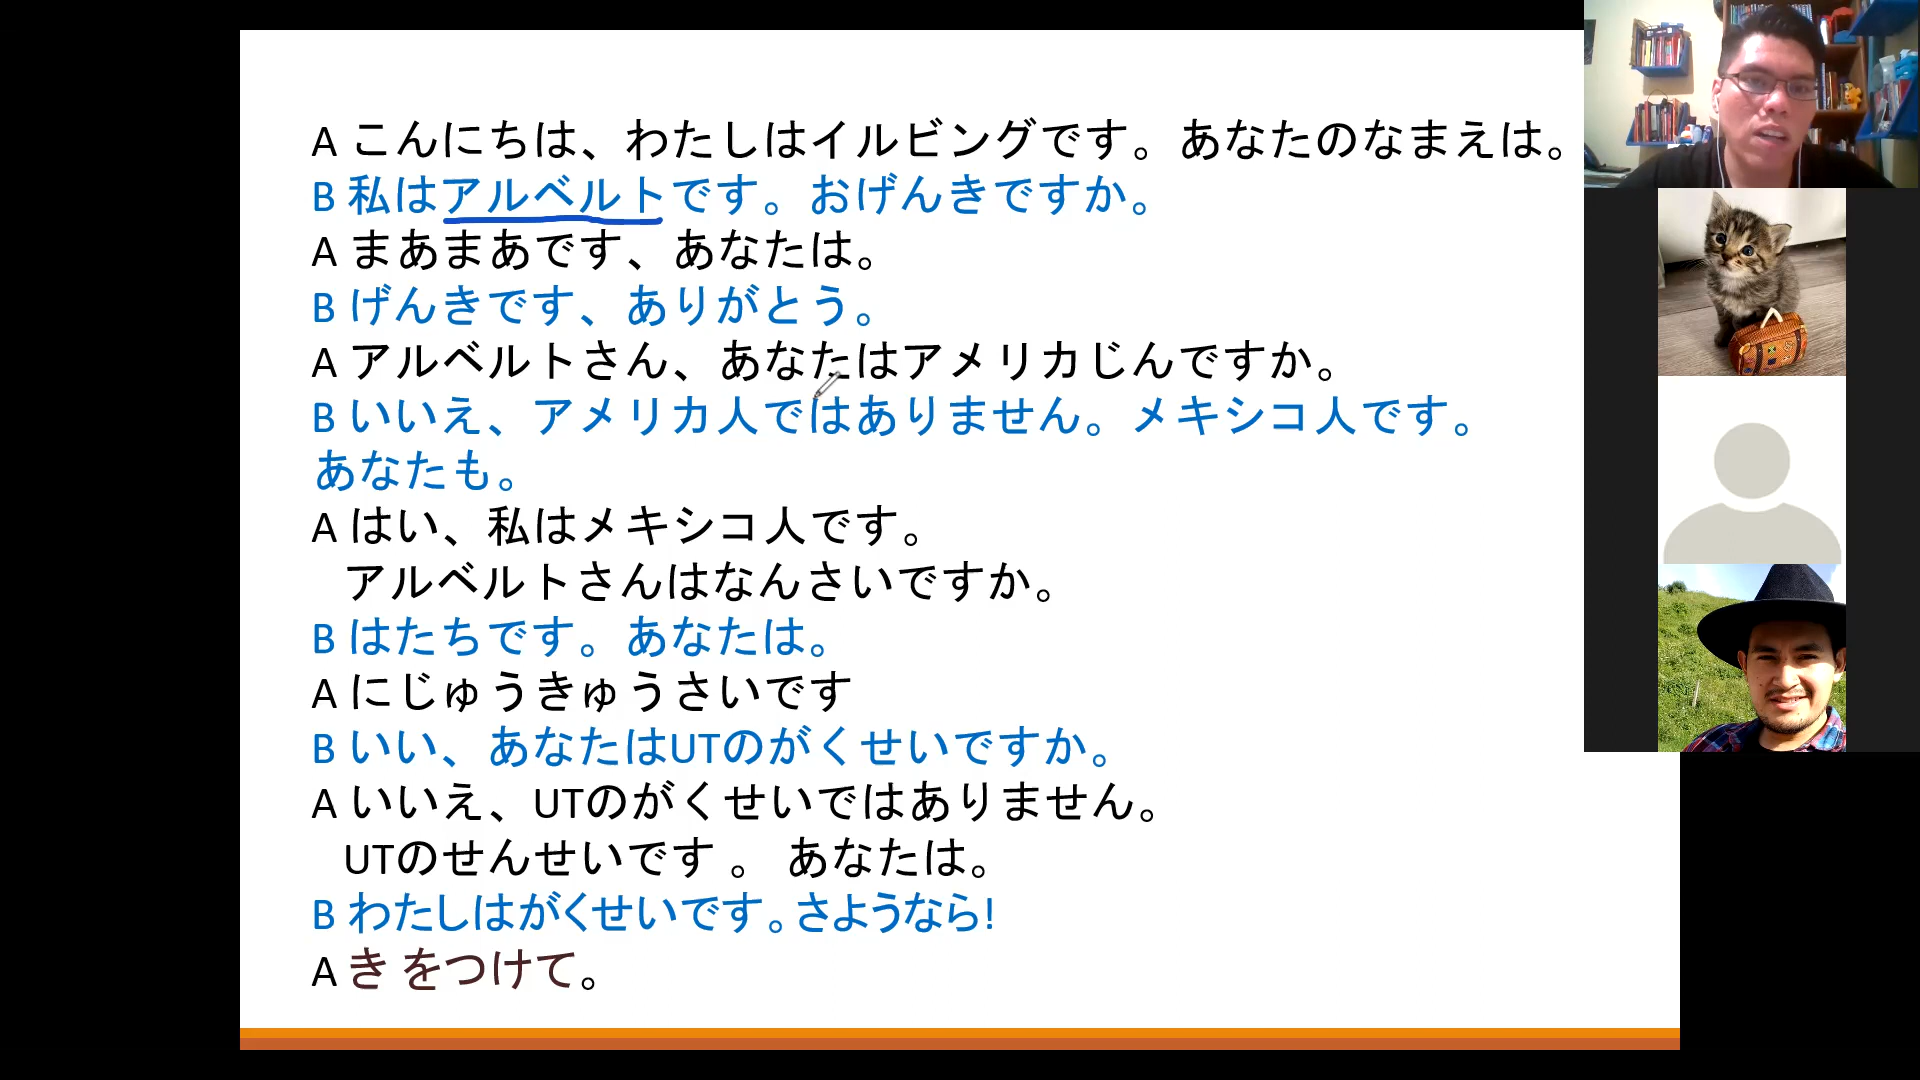 A こんにちは、わたしはイルビングです。あなたのなまえは。
B 私はアルベルトです。おげんきですか。
A まあまあです、あなたは。
B げんきです、ありがとう。
A アルベルトさん、あなたはアメリカじんですか。
B いいえ、アメリカ人ではありません。メキシコ人です。
あなたも。
A はい、私はメキシコ人です。
アルベルトさんはなんさいですか。
B はたちです。あなたは。
A にじゅうきゅうさいです
B いい、あなたはUTのがくせいですか。
A いいえ、UTのがくせいではありません。
UTのせんせいです 。 あなたは。
B わたしはがくせいです。さようなら!
A き をつけて。